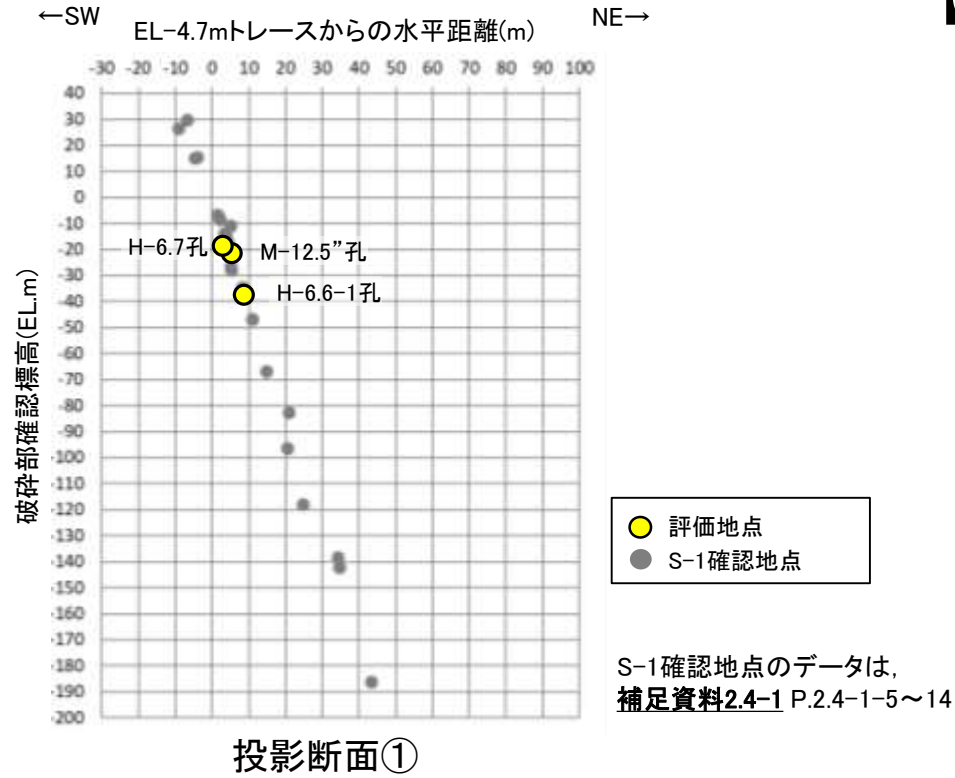 ←SW
EL-4.7mトレースからの水平距離(m)
NE→
-30 -20 -10 0 10 20 30 40 50 60 70 80 90 100
40
30
20
10
0
-10
-20
-30
-40
-50
-60
-70
-80
-90
-100
-110
-120
-130
-140
-150
-160
-170
-180
-190
-200
破砕部確認標高(EL.m)
H-6.7孔
M-12.5”孔
H-6.6-1孔
評価地点
S-1確認地点
S-1確認地点のデータは,
補足資料2.4-1 P.2.4-1-5～14
投影断面①